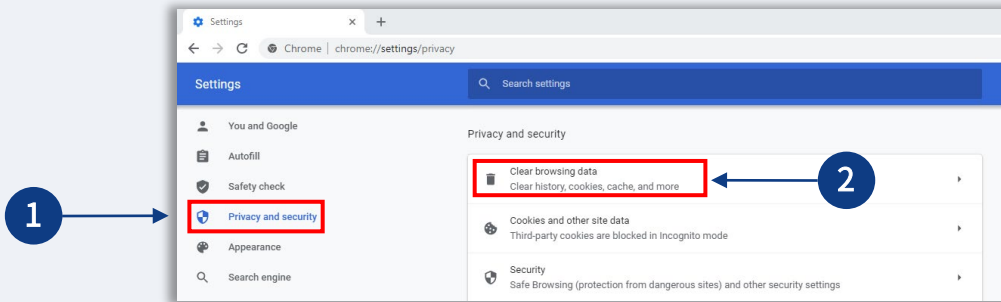 Settings
Chrome | chrome://settings/privacy
Settings
Search settings
You and Google
Autofill
Safety check
Privacy and security
Appearance
Search engine
Privacy and security
Clear browsing data
Clear history, cookies, cache, and more
Cookies and other site data
Third-party cookies are blocked in Incognito mode
Security
Safe Browsing (protection from dangerous sites) and other security settings
1
2